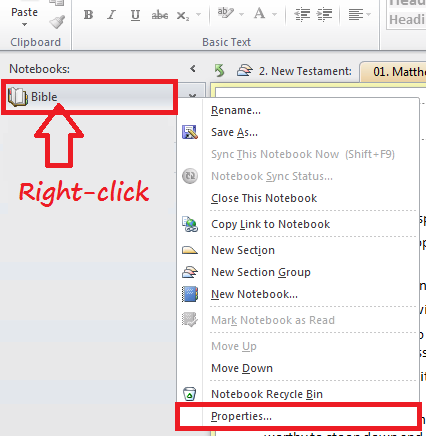 Paste
B I U abc x₂
A
Clipboard
Basic Text
Headi
Headin
Notebooks:
2. New Testament:
01. Matthe
Bible
Right-click
Rename...
Save As...
Sync This Notebook Now (Shift+F9)
Notebook Sync Status...
Close This Notebook
Copy Link to Notebook
New Section
New Section Group
New Notebook...
Mark Notebook as Read
Move Up
Move Down
Notebook Recycle Bin
Properties...